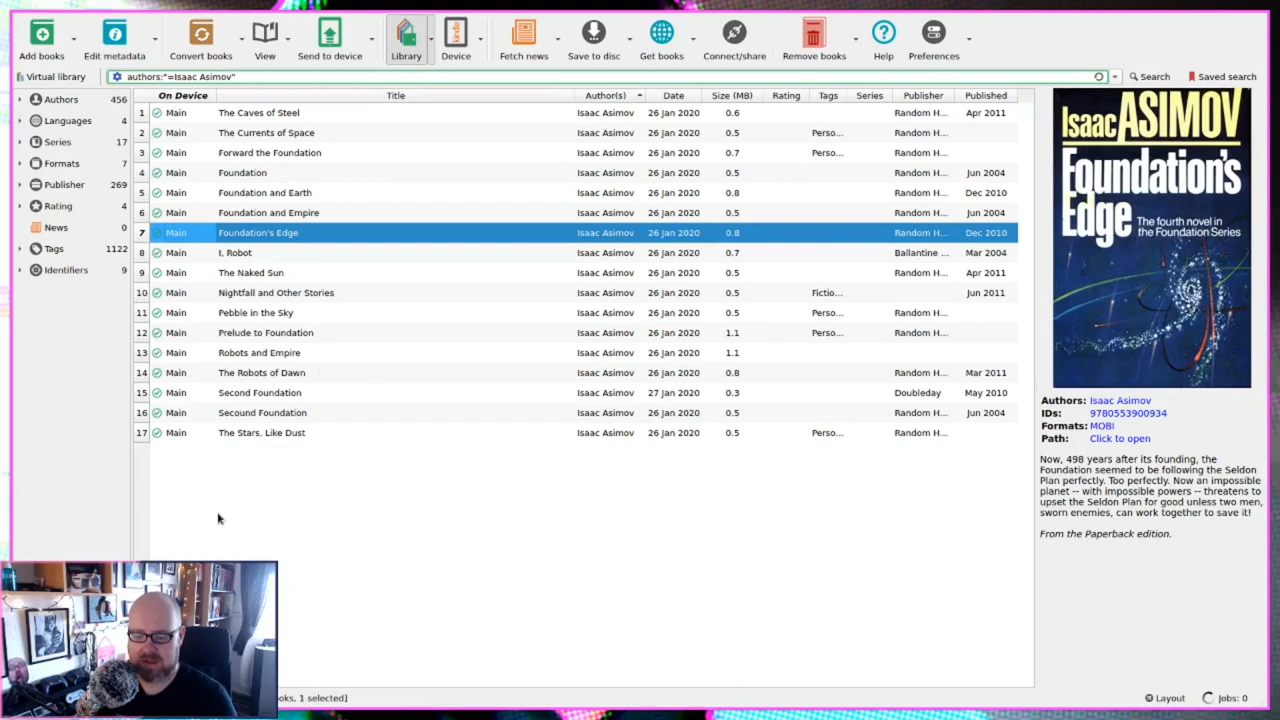 Add books
Edit metadata
Convert books
View
Send to device
Library
kindle
Device
Fetch news
Save to disc
Get books
Connect/share
Remove books
Help
Preferences
Virtual library
authors:"=Isaac Asimov"
Search
Saved search
Authors 456
Languages 4
Series 17
Formats 7
Publisher 269
Rating 4
News 0
Tags 1122
Identifiers 9
On Device Title Author(s) Date Size (MB) Rating Tags Series Publisher Published
1 Main The Caves of Steel Isaac Asimov 26 Jan 2020 0.6 Random H... Apr 2011
2 Main The Currents of Space Isaac Asimov 26 Jan 2020 0.5 Perso... Random H...
3 Main Forward the Foundation Isaac Asimov 26 Jan 2020 0.7 Perso... Random H...
4 Main Foundation Isaac Asimov 26 Jan 2020 0.5 Random H... Jun 2004
5 Main Foundation and Earth Isaac Asimov 26 Jan 2020 0.8 Random H... Dec 2010
6 Main Foundation and Empire Isaac Asimov 26 Jan 2020 0.5 Random H... Jun 2004
7 Main Foundation's Edge Isaac Asimov 26 Jan 2020 0.8 Random H... Dec 2010
8 Main I, Robot Isaac Asimov 26 Jan 2020 0.7 Ballantine ... Mar 2004
9 Main The Naked Sun Isaac Asimov 26 Jan 2020 0.5 Random H... Apr 2011
10 Main Nightfall and Other Stories Isaac Asimov 26 Jan 2020 0.5 Fictio... Jun 2011
11 Main Pebble in the Sky Isaac Asimov 26 Jan 2020 0.5 Perso... Random H...
12 Main Prelude to Foundation Isaac Asimov 26 Jan 2020 1.1 Perso... Random H...
13 Main Robots and Empire Isaac Asimov 26 Jan 2020 1.1
14 Main The Robots of Dawn Isaac Asimov 26 Jan 2020 0.8 Random H... Mar 2011
15 Main Second Foundation Isaac Asimov 27 Jan 2020 0.3 Doubleday May 2010
16 Main Secound Foundation Isaac Asimov 26 Jan 2020 0.5 Random H... Jun 2004
17 Main The Stars, Like Dust Isaac Asimov 26 Jan 2020 0.5 Perso... Random H...
Isaac ASIMOV
Foundation's
Edge
The fourth novel in
the Foundation Series
Authors: Isaac Asimov
IDs: 9780553900934
Formats: MOBI
Path: Click to open
Now, 498 years after its founding, the
Foundation seemed to be following the Seldon
Plan perfectly. Too perfectly. Now an impossible
planet -- with impossible powers -- threatens to
upset the Seldon Plan for good unless two men,
sworn enemies, can work together to save it!
From the Paperback edition.
oks, 1 selected]
Layout
Jobs: 0